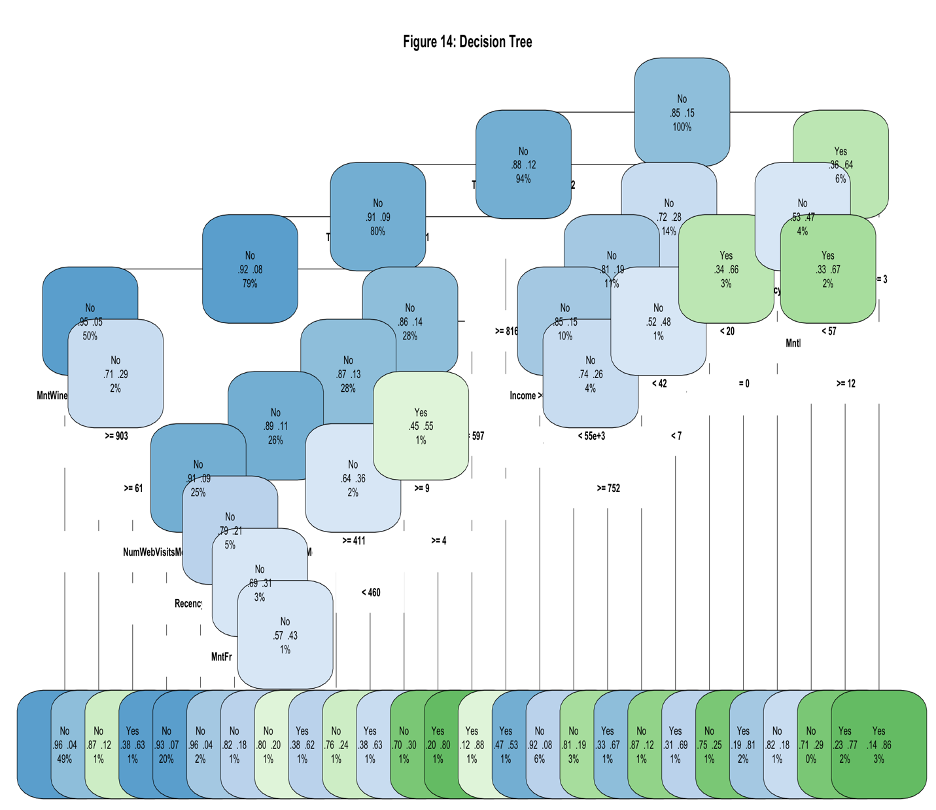 Figure 14: Decision Tree
No
.85 .15
100%
No
.88 .12
94%
Yes
.36 .64
6%
No
.91 .09
80%
No
.72 .28
14%
No
.53 .47
4%
No
.92 .08
79%
No
.81 .19
11%
Yes
.34 .66
3%
Yes
.33 .67
2%
= 3
No
.95 .05
50%
No
.86 .14
28%
>= 816
No
.85 .15
10%
No
.52 .48
1%
< 20
< 57
MntI
No
.71 .29
2%
No
.87 .13
28%
No
.74 .26
4%
< 42
= 0
>= 12
MntWine
Income >
No
.89 .11
26%
Yes
.45 .55
1%
>= 903
597
< 55e+3
< 7
No
.91 .09
25%
No
.64 .36
2%
>= 61
>= 9
>= 752
No
.79 .21
5%
>= 411
>= 4
NumWebVisitsM
No
.69 .31
3%
< 460
Recenc
No
.57 .43
1%
MntFr
No No Yes No No No Yes No Yes No No Yes Yes Yes No No No No Yes No Yes No No Yes Yes
.96 .04 .87 .12 .38 .63 .93 .07 .96 .04 .82 .18 .80 .20 .38 .62 .76 .24 .38 .63 .70 .30 .20 .80 .12 .88 .47 .53 .92 .08 .81 .19 .33 .67 .87 .12 .31 .69 .75 .25 .19 .81 .82 .18 .71 .29 .23 .77 .14 .86
49% 1% 1% 20% 2% 1% 1% 1% 1% 1% 1% 1% 1% 1% 6% 3% 1% 1% 1% 1% 2% 1% 0% 2% 3%